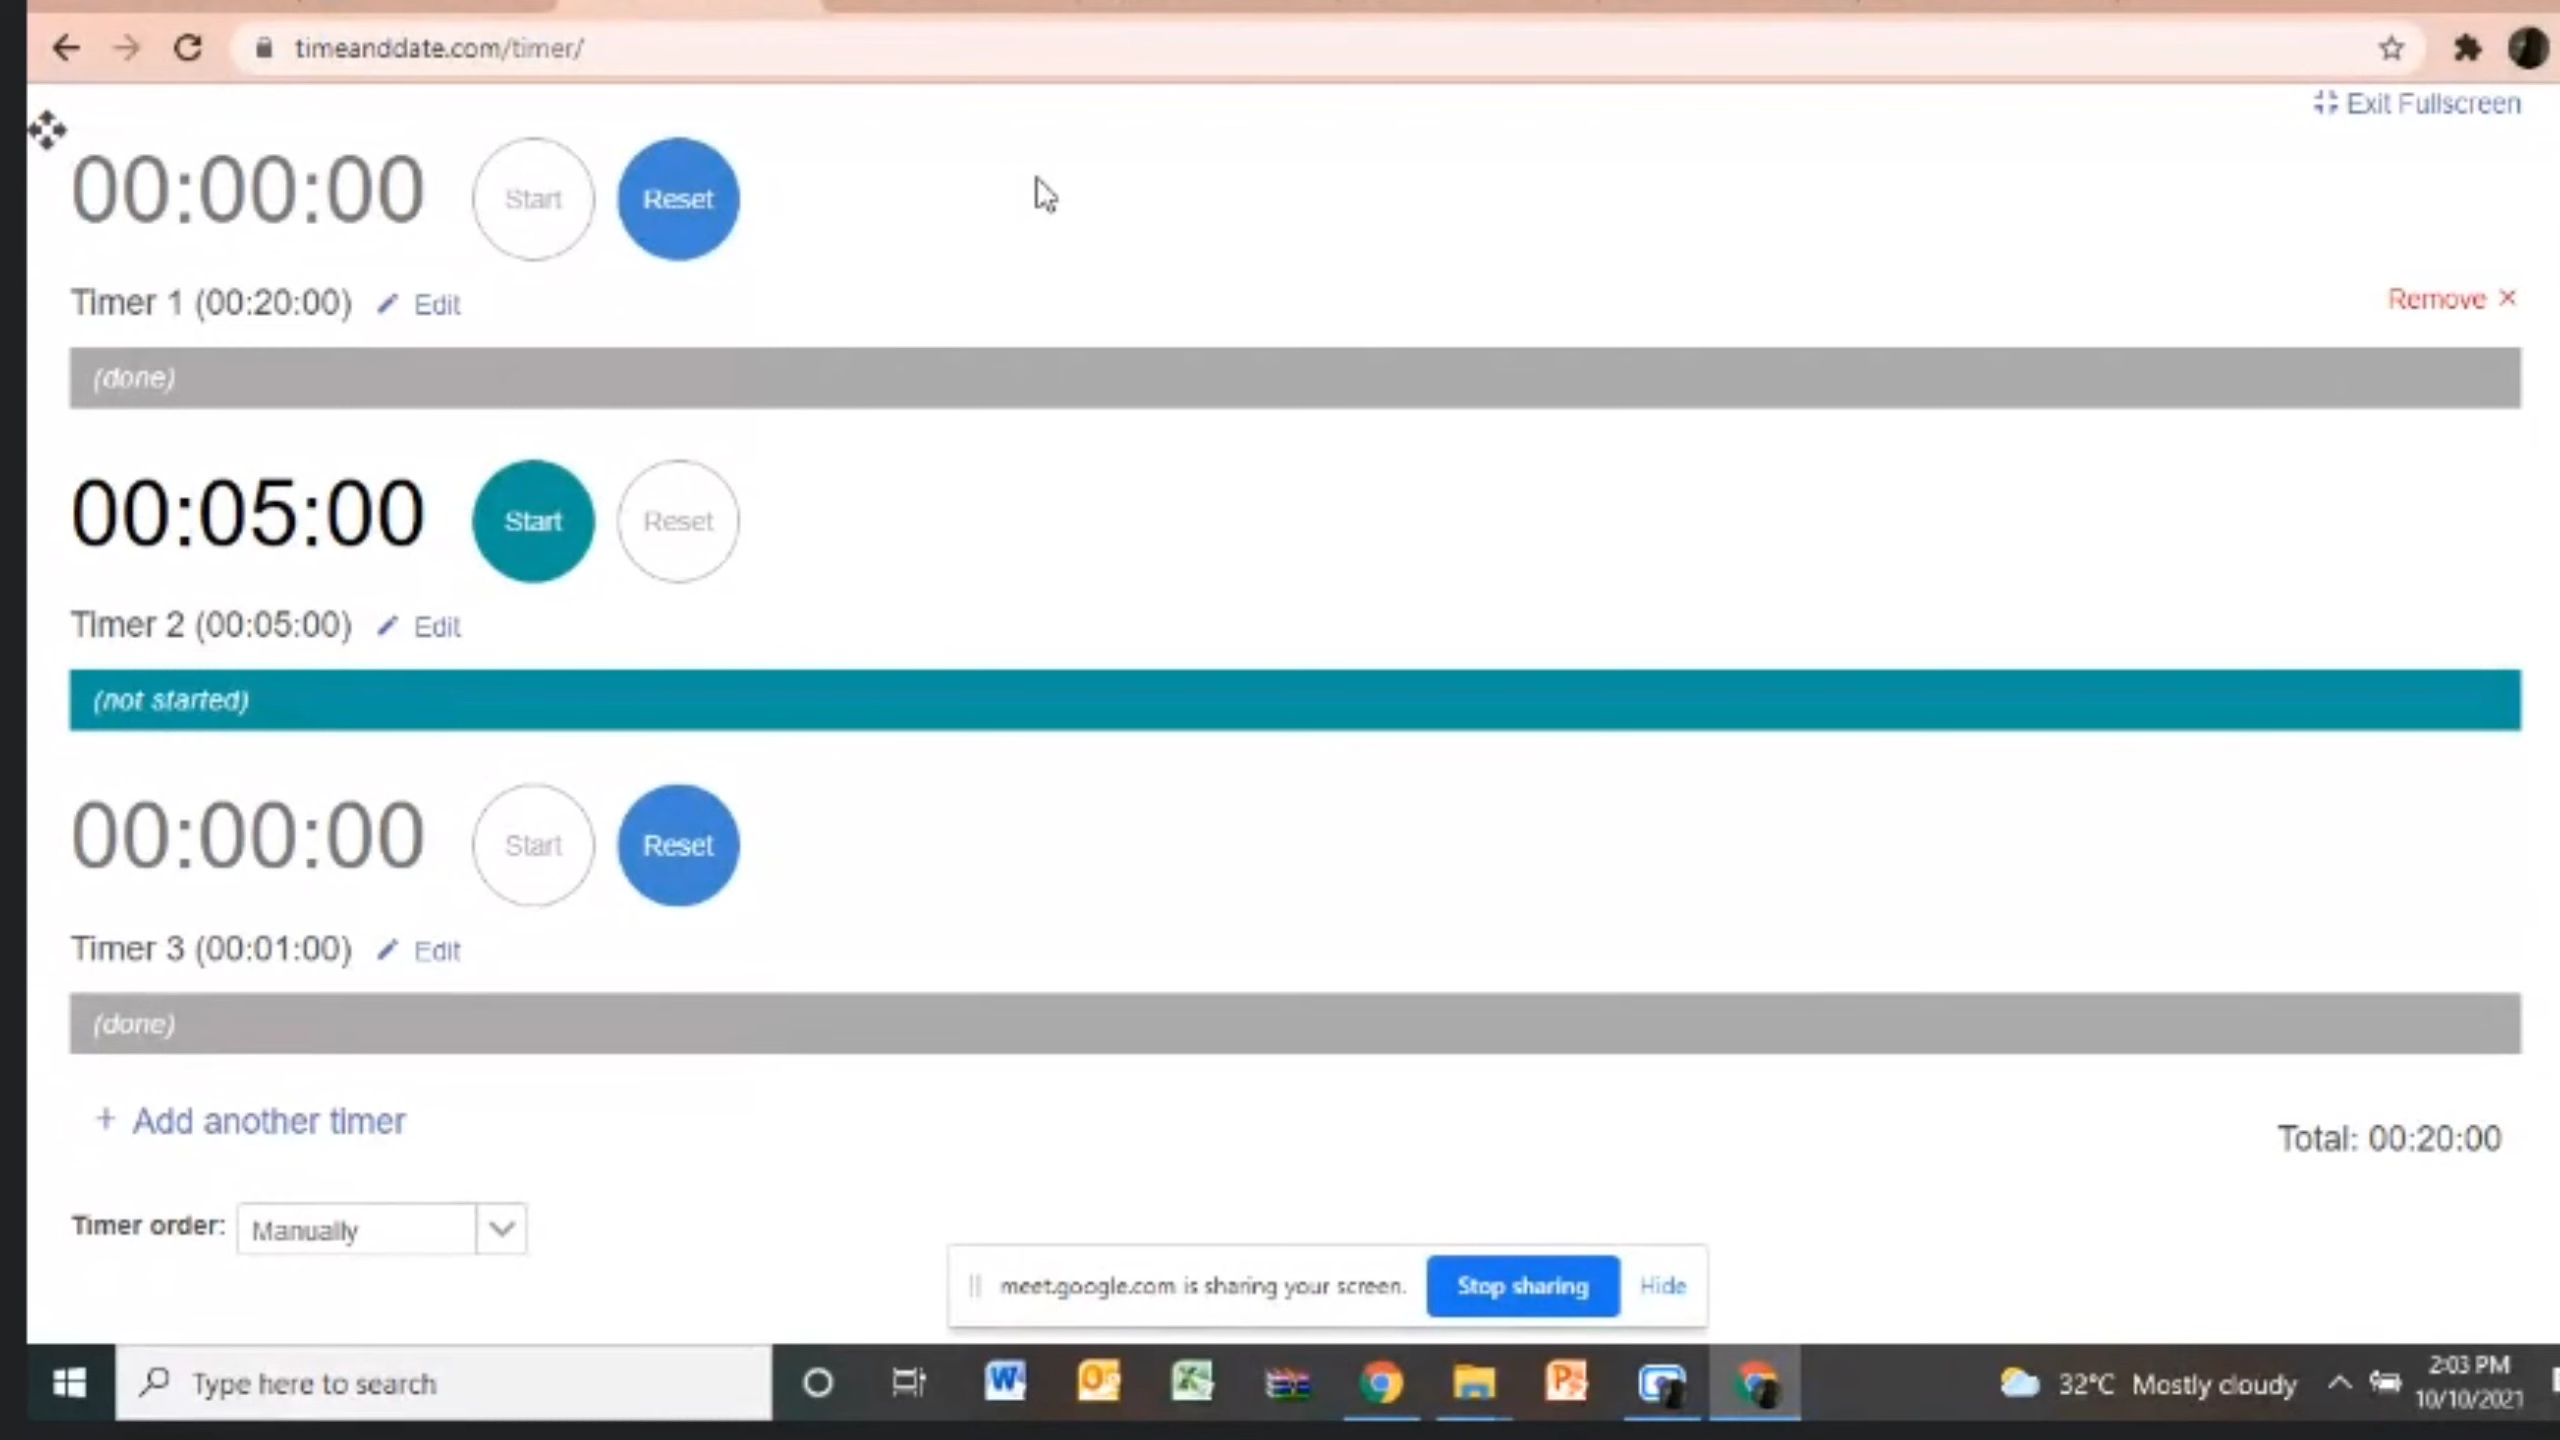 timeanddate.com/timer/
Exit Fullscreen
00:00:00 Start Reset
Timer 1 (00:20:00) Edit Remove ×
(done)
00:05:00 Start Reset
Timer 2 (00:05:00) Edit
(not started)
00:00:00 Start Reset
Timer 3 (00:01:00) Edit
(done)
+ Add another timer
Total: 00:20:00
Timer order: Manually
meet.google.com is sharing your screen. Stop sharing Hide
Type here to search
32°C Mostly cloudy
2:03 PM
10/10/2021